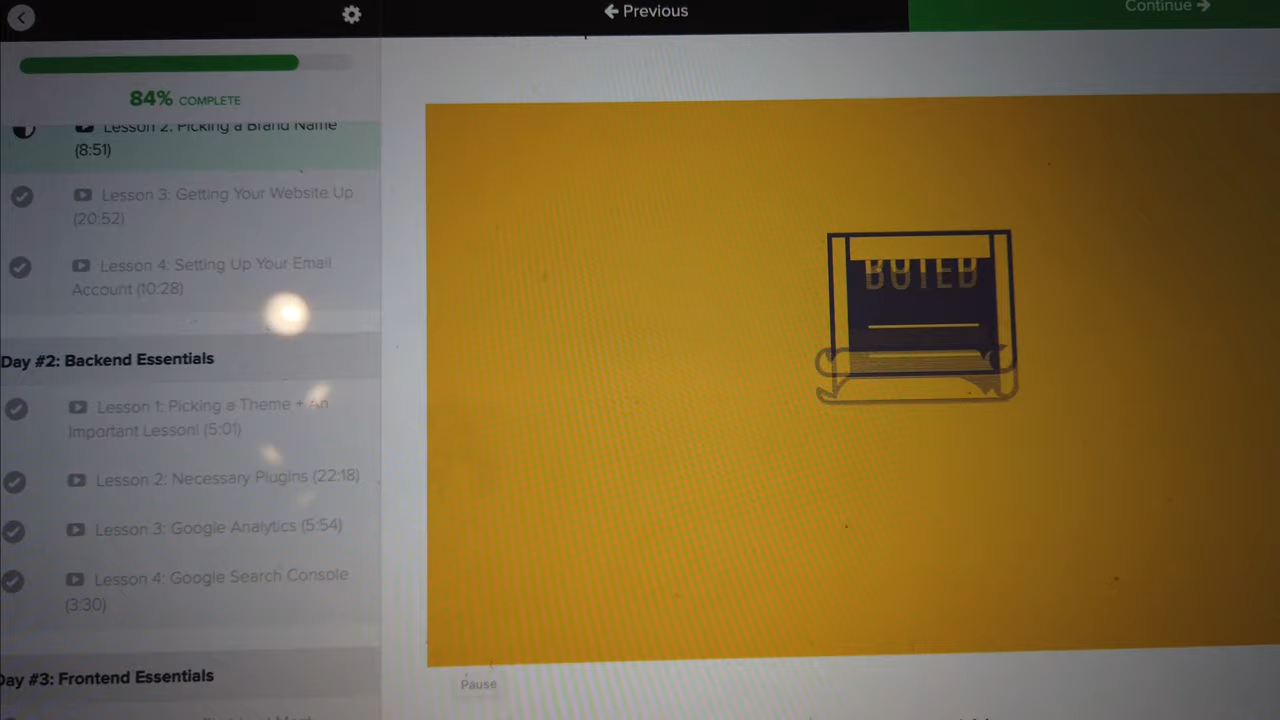 Previous
Continue
84% COMPLETE
Lesson 2: Picking a Brand Name
(8:51)
Lesson 3: Getting Your Website Up
(20:52)
Lesson 4: Setting Up Your Email
Account (10:28)
Day #2: Backend Essentials
Lesson 1: Picking a Theme + An
Important Lesson! (5:01)
Lesson 2: Necessary Plugins (22:18)
Lesson 3: Google Analytics (5:54)
Lesson 4: Google Search Console
(3:30)
Day #3: Frontend Essentials
Pause